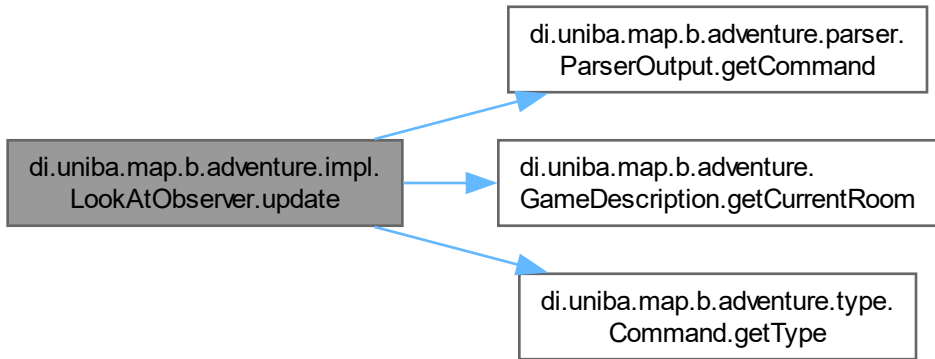 di.uniba.map.b.adventure.impl.
LookAtObserver.update
di.uniba.map.b.adventure.parser.
ParserOutput.getCommand
di.uniba.map.b.adventure.
GameDescription.getCurrentRoom
di.uniba.map.b.adventure.type.
Command.getType